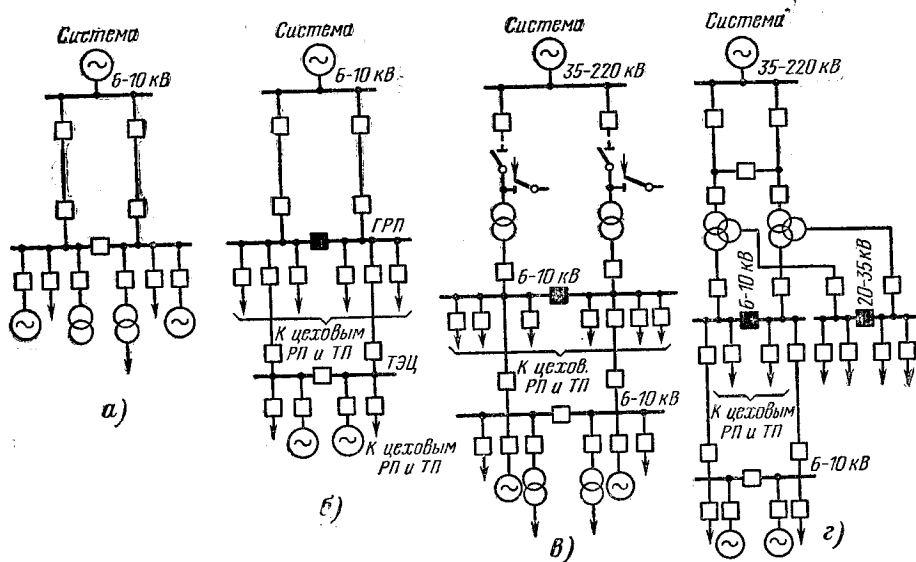 Система
6-10 кВ
а)
Система
6-10 кВ
ГРП
К цеховым
РП и ТП
ТЭЦ
К цеховым
РП и ТП
б)
Система
35-220 кВ
6-10 кВ
К цехов.
РП и ТП
6-10 кВ
в)
Система
35-220 кВ
6-10 кВ
20-35 кВ
К цеховым
РП и ТП
6-10 кВ
г)